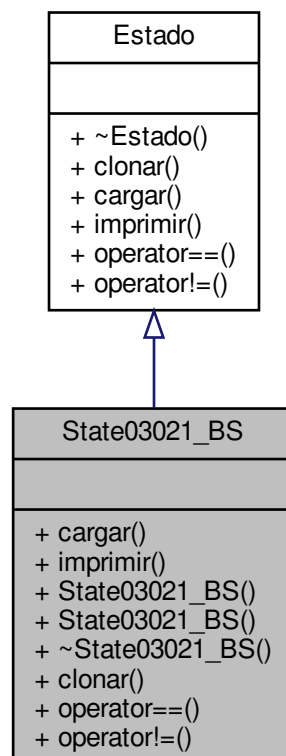 Estado
+ ~Estado()
+ clonar()
+ cargar()
+ imprimir()
+ operator==()
+ operator!=()
State03021_BS
+ cargar()
+ imprimir()
+ State03021_BS()
+ State03021_BS()
+ ~State03021_BS()
+ clonar()
+ operator==()
+ operator!=()